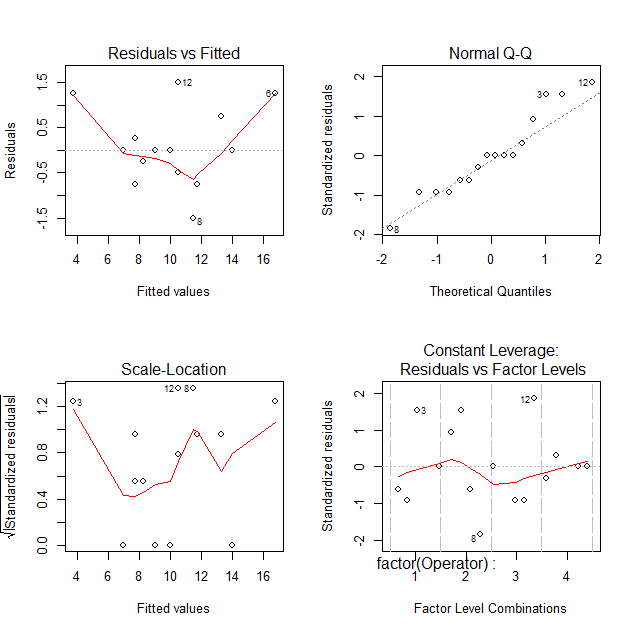 Residuals vs Fitted
Residuals
1.5
0.5
-0.5
-1.5
12
6
8
4 6 8 10 12 14 16
Fitted values
Normal Q-Q
Standardized residuals
2
1
0
-1
-2
3
12
8
-2 -1 0 1 2
Theoretical Quantiles
Scale-Location
√|Standardized residuals|
1.2
0.8
0.4
0.0
3
12
8
4 6 8 10 12 14 16
Fitted values
Constant Leverage:
Residuals vs Factor Levels
Standardized residuals
2
1
0
-1
-2
3
12
8
factor(Operator) :
1 2 3 4
Factor Level Combinations